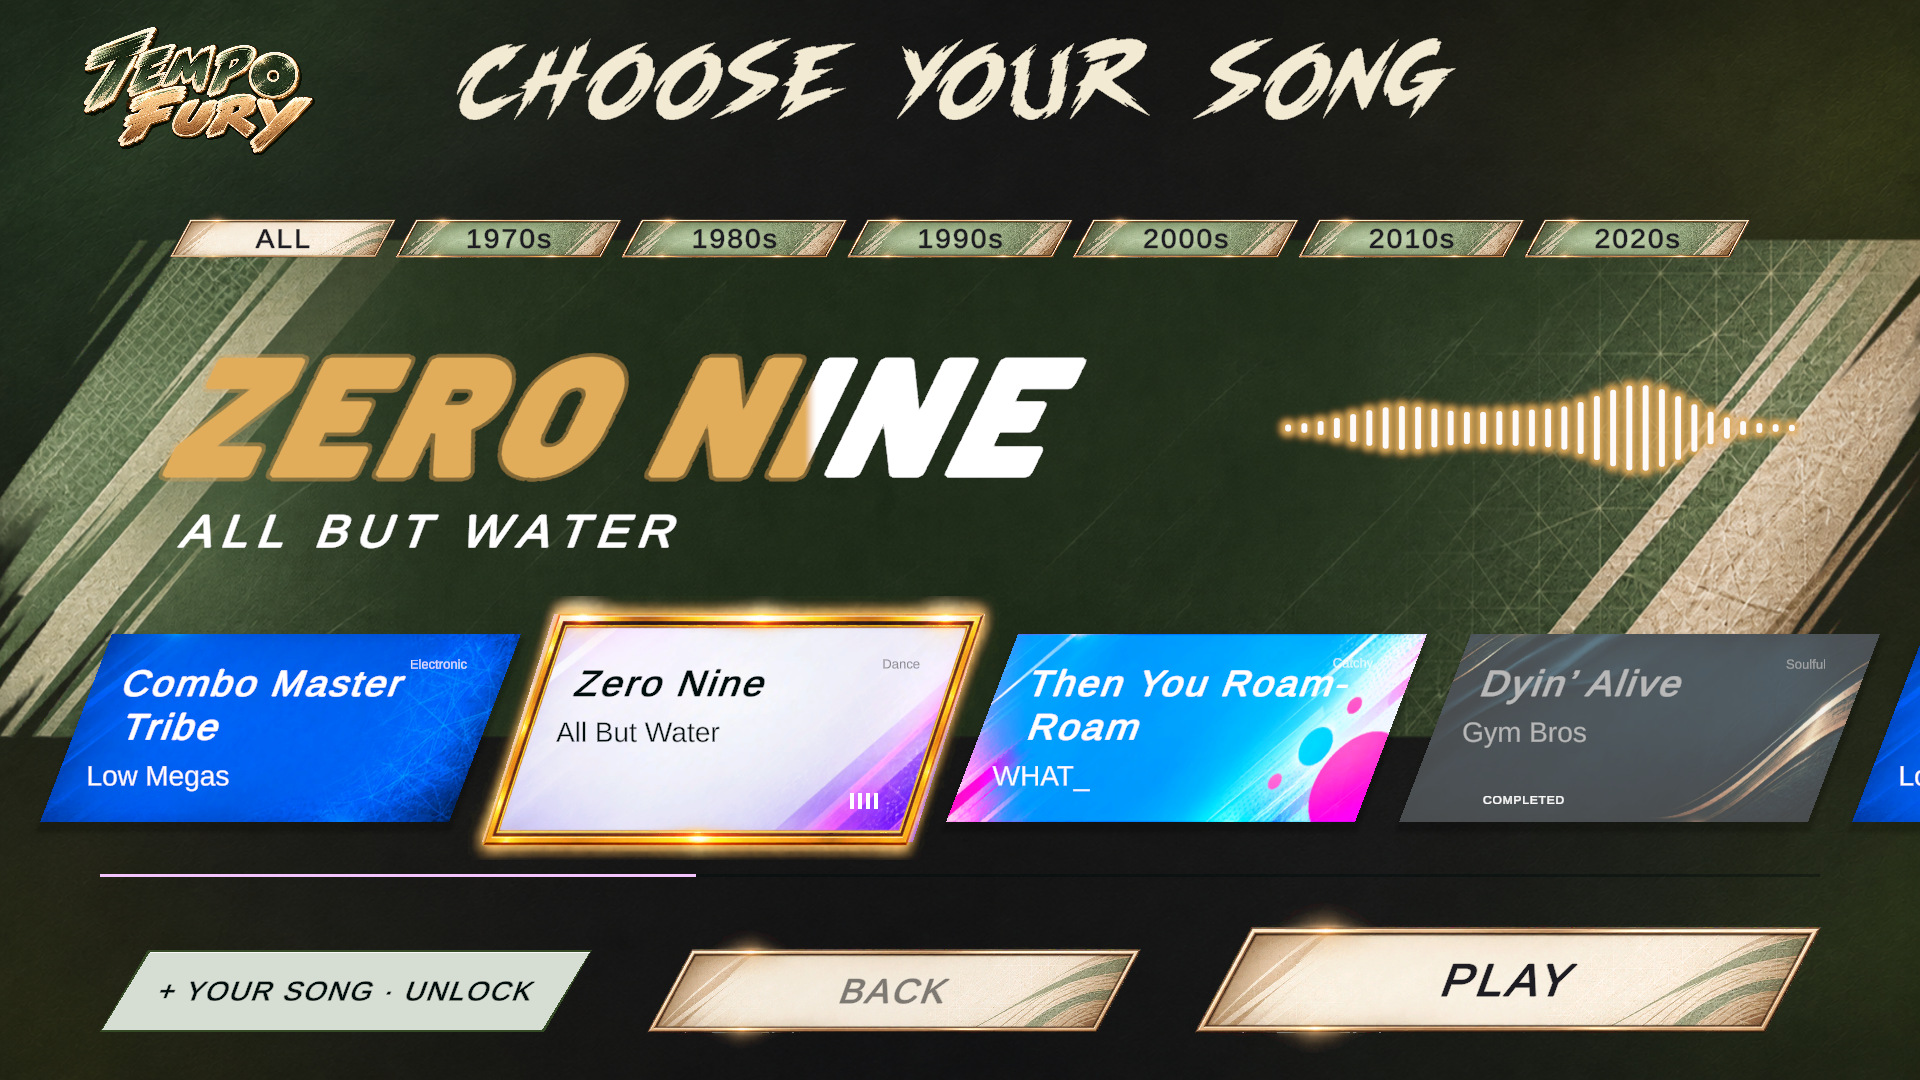 TEMPO
FURY
CHOOSE YOUR SONG
ALL
1970s
1980s
1990s
2000s
2010s
2020s
ZERO NINE
ALL BUT WATER
Electronic
Combo Master
Tribe
Low Megas
Dance
Zero Nine
All But Water
Catchy
Then You Roam-
Roam
WHAT_
Soulful
Dyin’ Alive
Gym Bros
COMPLETED
+ YOUR SONG · UNLOCK
BACK
PLAY